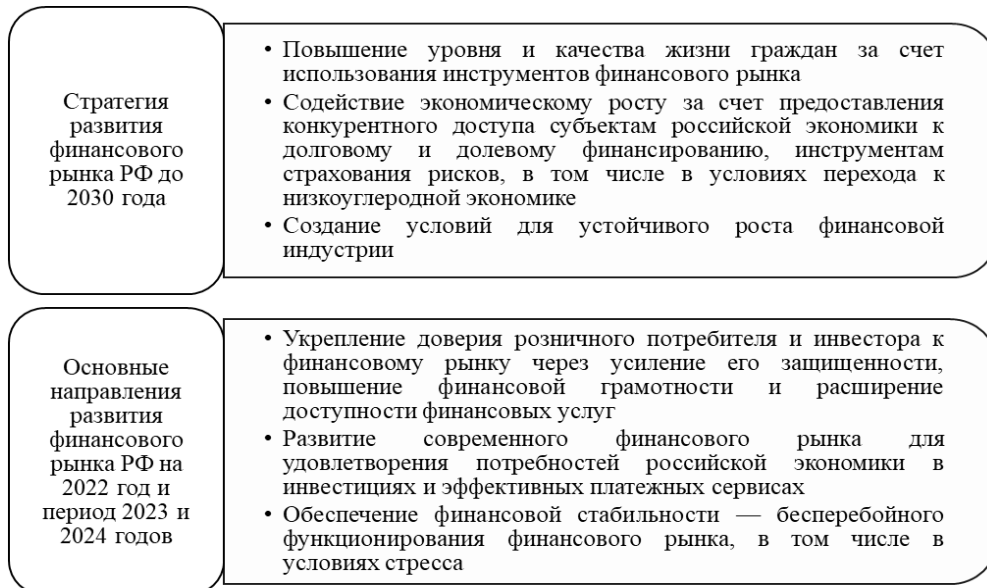 Стратегия
развития
финансового
рынка РФ до
2030 года
• Повышение уровня и качества жизни граждан за счет
использования инструментов финансового рынка
• Содействие экономическому росту за счет предоставления
конкурентного доступа субъектам российской экономики к
долговому и долевому финансированию, инструментам
страхования рисков, в том числе в условиях перехода к
низкоуглеродной экономике
• Создание условий для устойчивого роста финансовой
индустрии
Основные
направления
развития
финансового
рынка РФ на
2022 год и
период 2023 и
2024 годов
• Укрепление доверия розничного потребителя и инвестора к
финансовому рынку через усиление его защищенности,
повышение финансовой грамотности и расширение
доступности финансовых услуг
• Развитие современного финансового рынка для
удовлетворения потребностей российской экономики в
инвестициях и эффективных платежных сервисах
• Обеспечение финансовой стабильности — бесперебойного
функционирования финансового рынка, в том числе в
условиях стресса